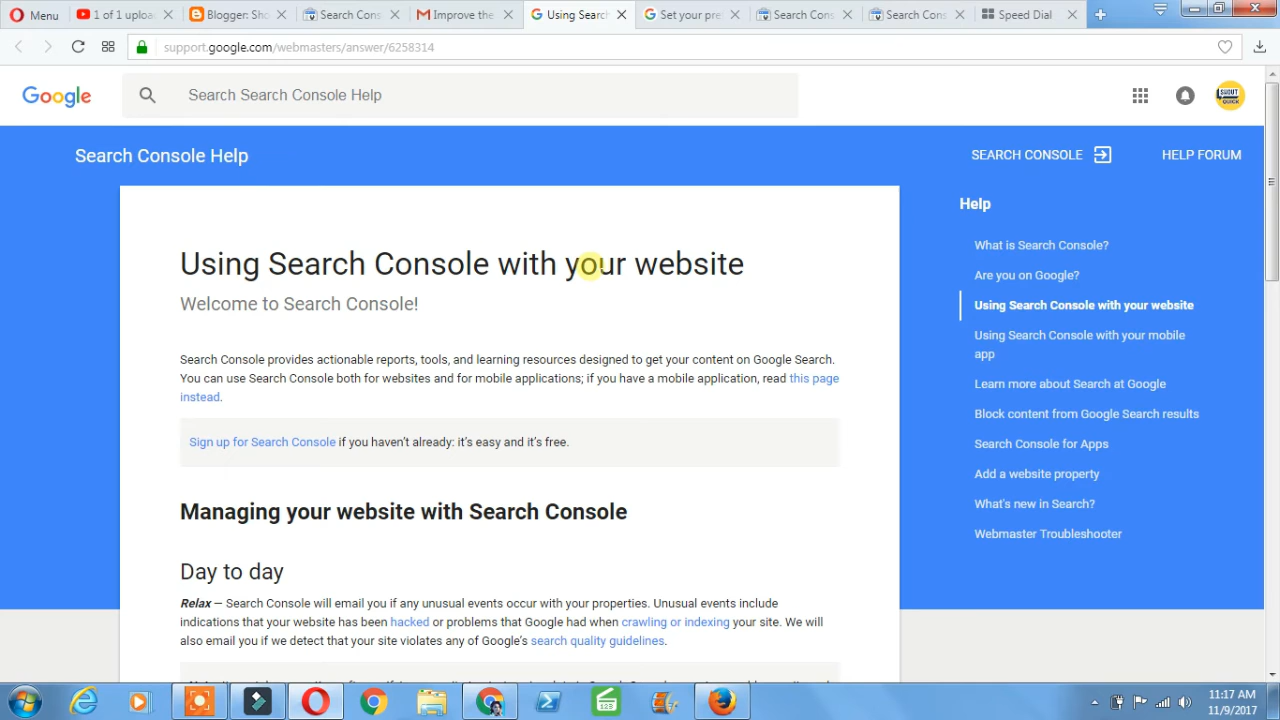 Menu
1 of 1 uploa
Blogger: Sho
Search Cons
Improve the
Using Search
Set your pre
Search Cons
Search Cons
Speed Dial
support.google.com/webmasters/answer/6258314
Google
Search Search Console Help
SHOUT
QUICK
Search Console Help
SEARCH CONSOLE
HELP FORUM
Using Search Console with your website
Welcome to Search Console!
Search Console provides actionable reports, tools, and learning resources designed to get your content on Google Search.
You can use Search Console both for websites and for mobile applications; if you have a mobile application, read this page
instead.
Sign up for Search Console if you haven't already: it's easy and it's free.
Managing your website with Search Console
Day to day
Relax — Search Console will email you if any unusual events occur with your properties. Unusual events include
indications that your website has been hacked or problems that Google had when crawling or indexing your site. We will
also email you if we detect that your site violates any of Google's search quality guidelines.
Help
What is Search Console?
Are you on Google?
Using Search Console with your website
Using Search Console with your mobile
app
Learn more about Search at Google
Block content from Google Search results
Search Console for Apps
Add a website property
What's new in Search?
Webmaster Troubleshooter
123
11:17 AM
11/9/2017